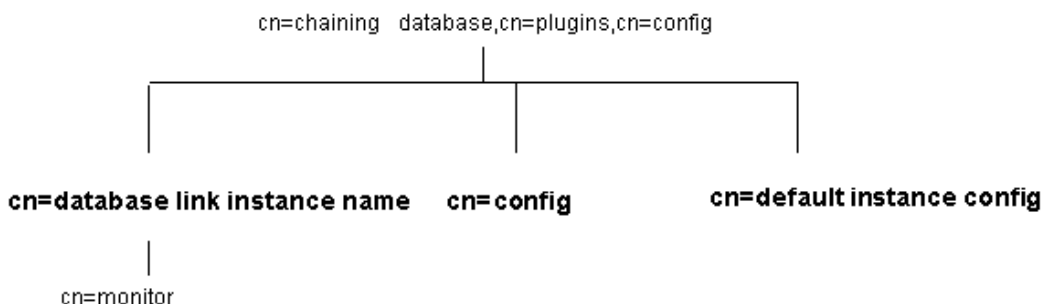 cn=chaining database,cn=plugins,cn=config
cn=database link instance name
cn=config
cn=default instance config
cn=monitor